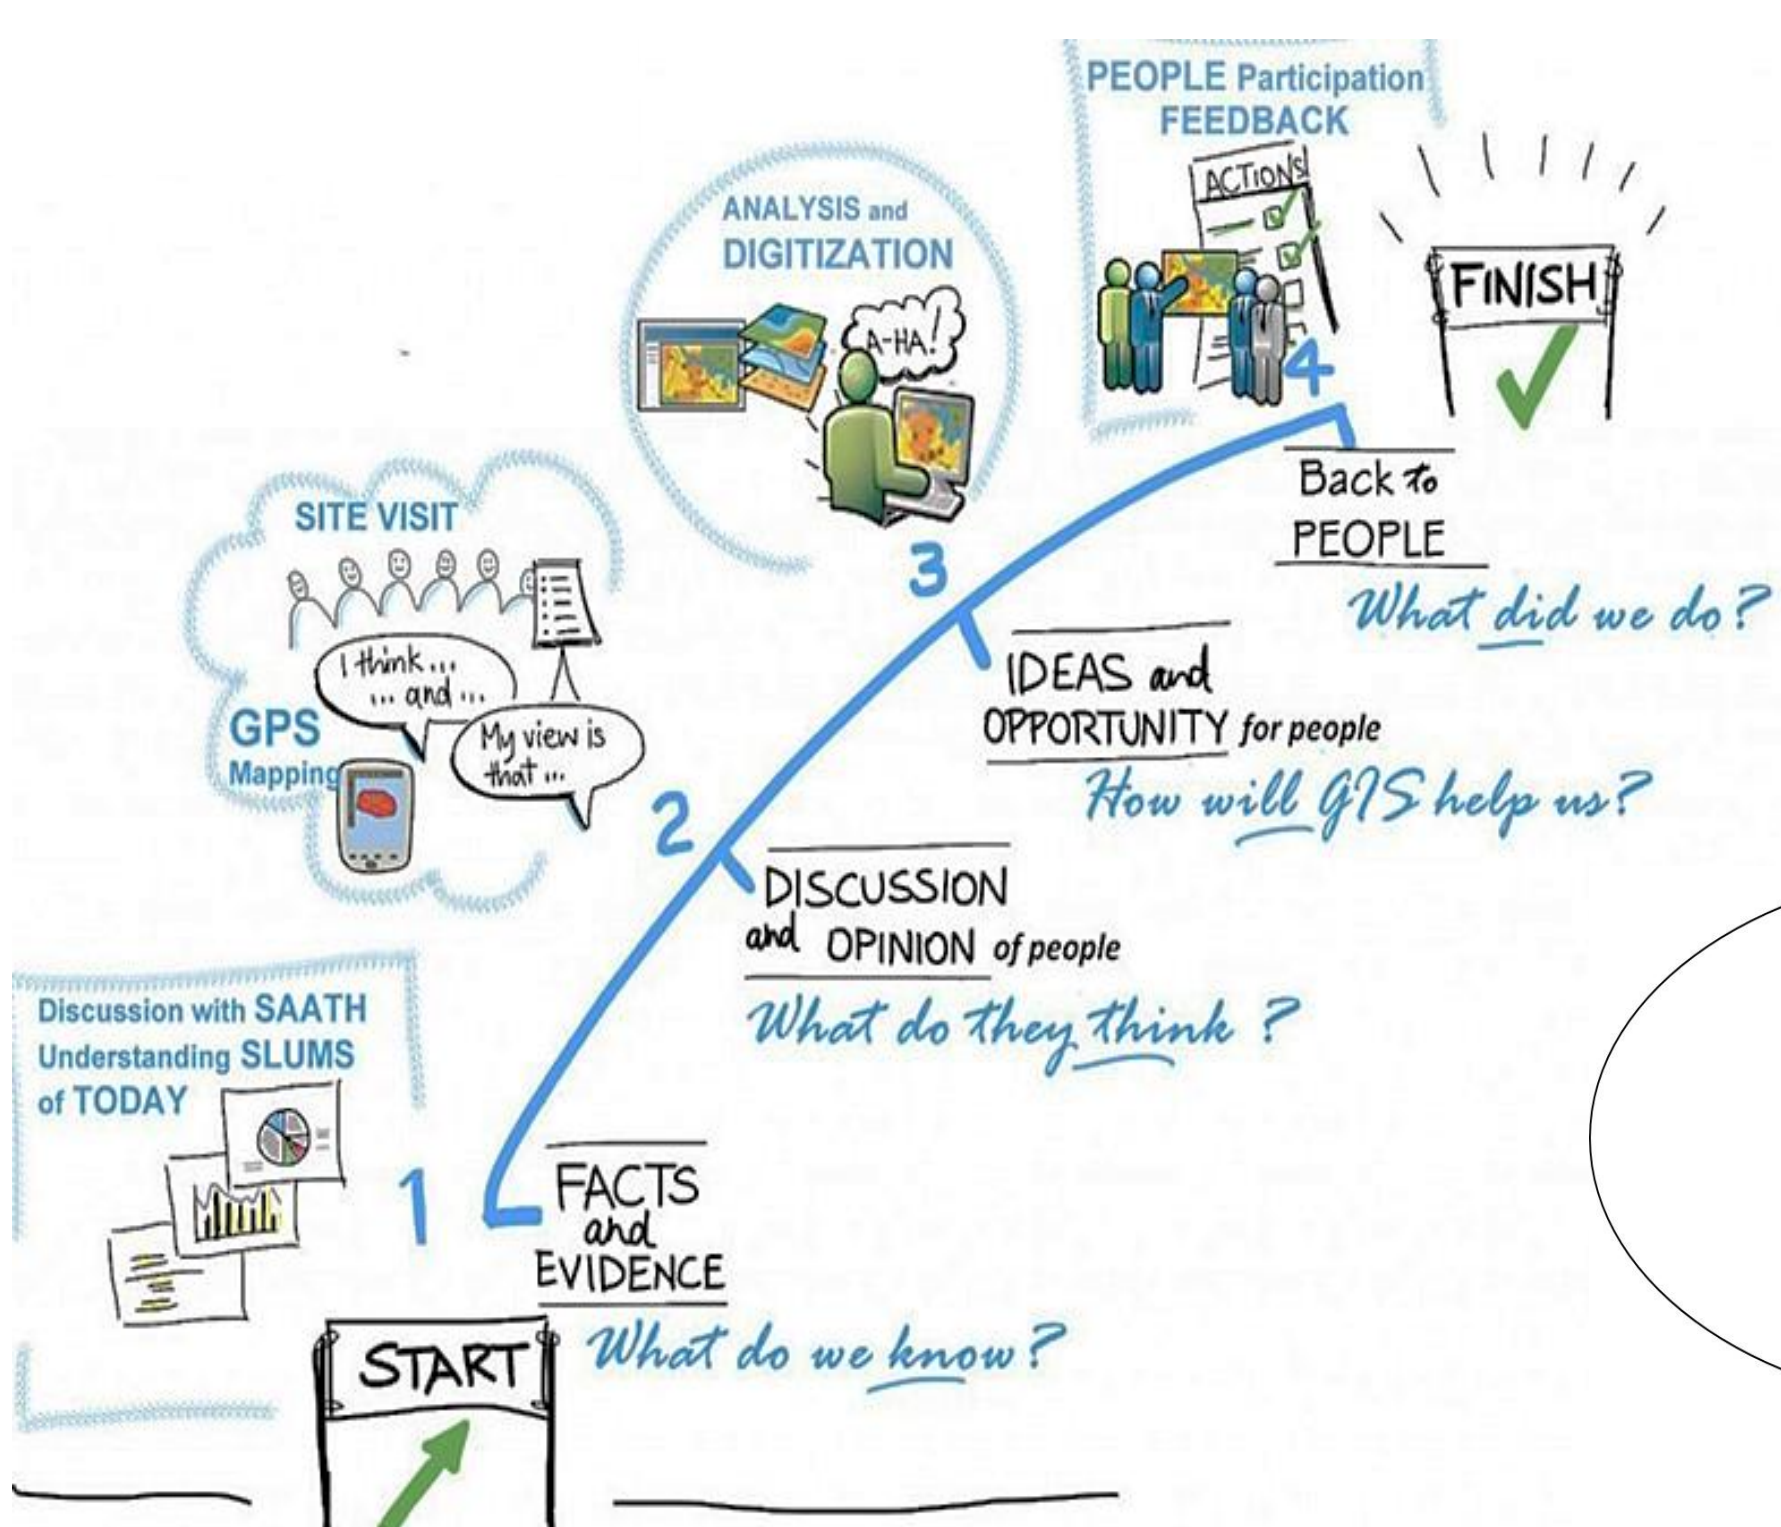 PEOPLE Participation
FEEDBACK
ACTIONS
FINISH
ANALYSIS and
DIGITIZATION
A-HA!
4
Back to
PEOPLE
What did we do?
SITE VISIT
I think...
... and ...
My view is
that ...
GPS
Mapping
3
IDEAS and
OPPORTUNITY for people
How will GIS help us?
2
DISCUSSION
and OPINION of people
What do they think ?
Discussion with SAATH
Understanding SLUMS
of TODAY
1
FACTS
and
EVIDENCE
What do we know?
START